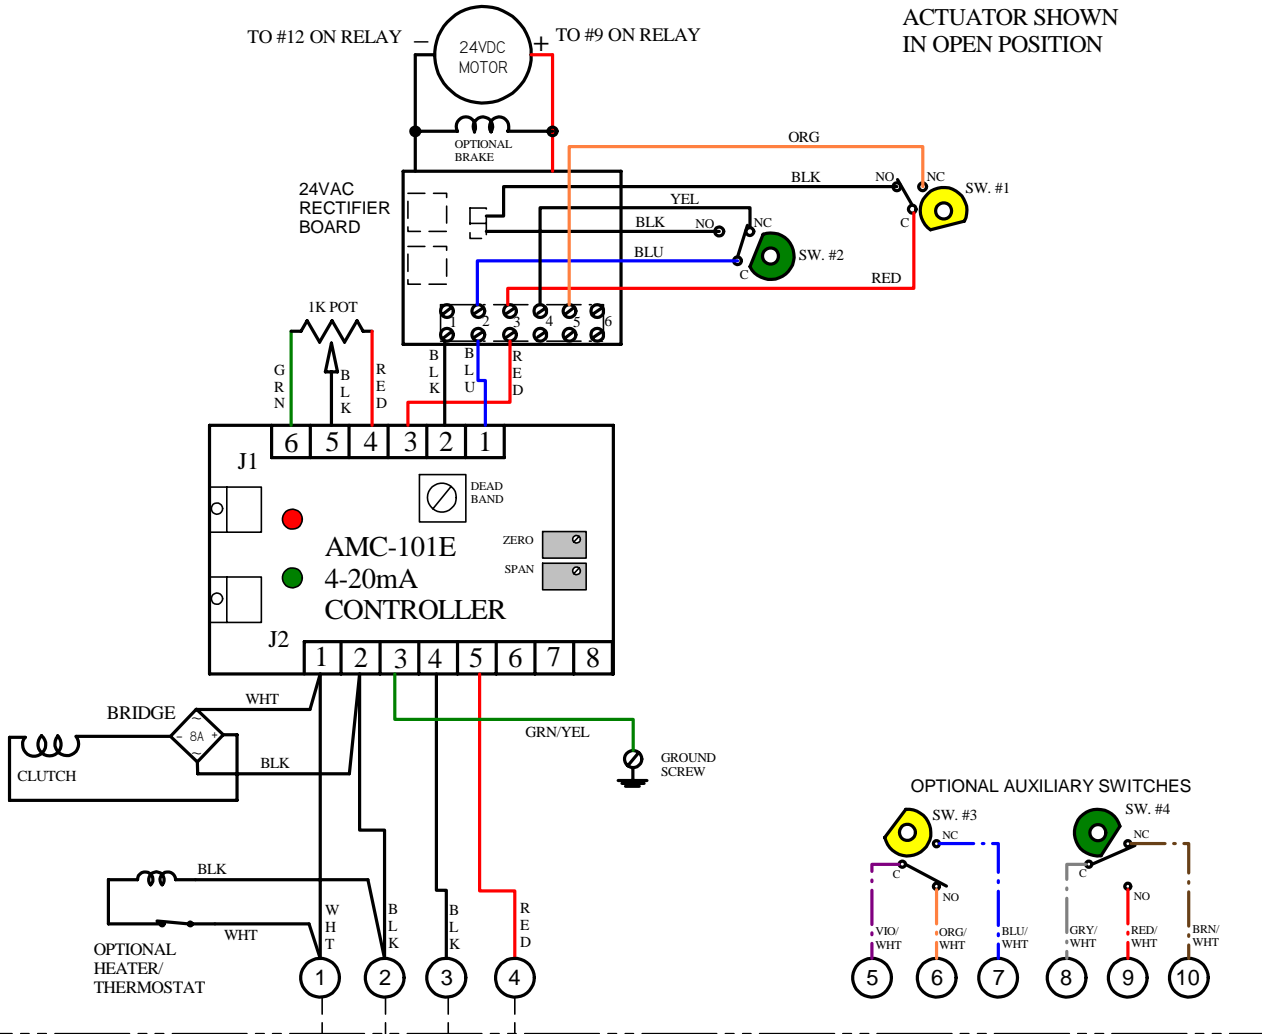 ACTUATOR SHOWN
IN OPEN POSITION
TO #12 ON RELAY
−
24VDC
MOTOR
+
TO #9 ON RELAY
OPTIONAL
BRAKE
ORG
24VAC
RECTIFIER
BOARD
BLK
NO
NC
SW. #1
C
YEL
BLK
NO
NC
BLU
SW. #2
C
RED
1 2 3 4 5 6
1K POT
GRN
BLK
RED
BLK
BLU
RED
6 5 4 3 2 1
J1
DEAD
BAND
ZERO
SPAN
AMC-101E
4-20mA
CONTROLLER
J2
1 2 3 4 5 6 7 8
WHT
BRIDGE
~
- 8A +
~
CLUTCH
BLK
GRN/YEL
GROUND
SCREW
BLK
WHT
OPTIONAL
HEATER/
THERMOSTAT
WHT
BLK
BLK
RED
1 2 3 4
OPTIONAL AUXILIARY SWITCHES
SW. #3
NC
C
NO
SW. #4
NC
C
NO
VIO/
WHT
ORG/
WHT
BLU/
WHT
GRY/
WHT
RED/
WHT
BRN/
WHT
5 6 7 8 9 10